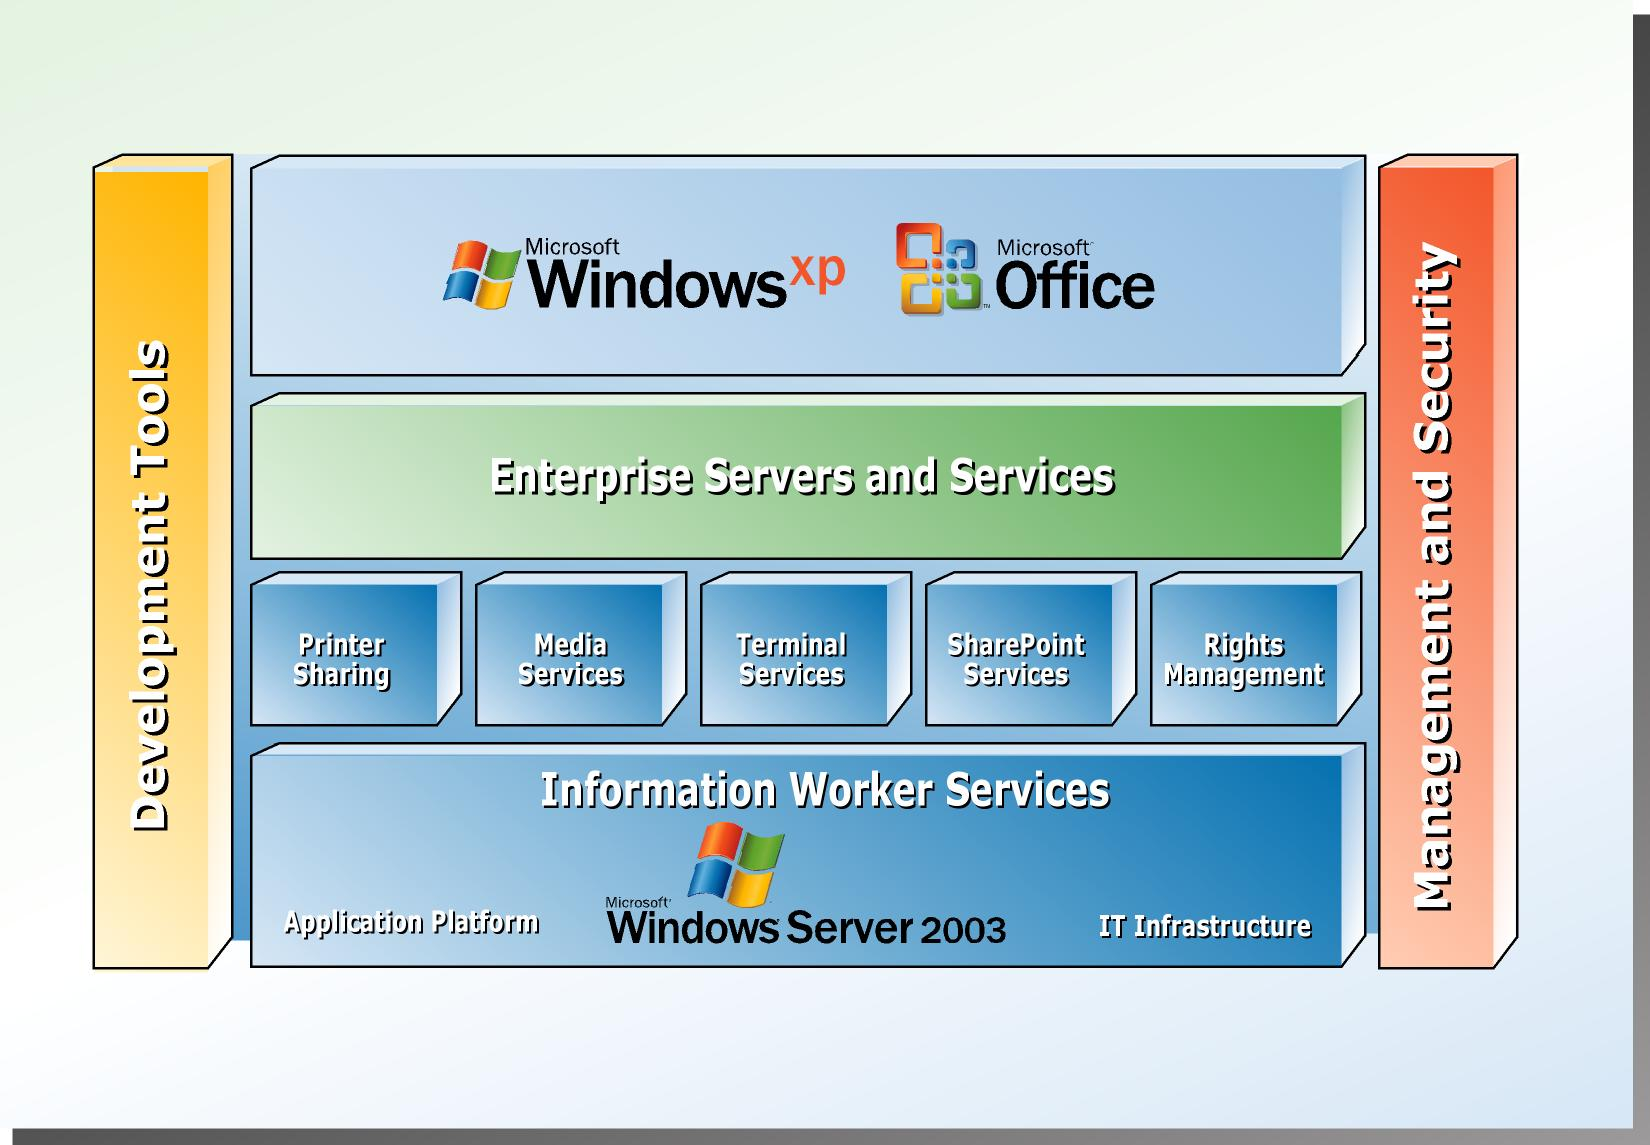 Development Tools
Microsoft
Windows xp
Microsoft
Office
TM
Enterprise Servers and Services
Printer
Sharing
Media
Services
Terminal
Services
SharePoint
Services
Rights
Management
Information Worker Services
Application Platform
Microsoft
Windows Server 2003
IT Infrastructure
Management and Security